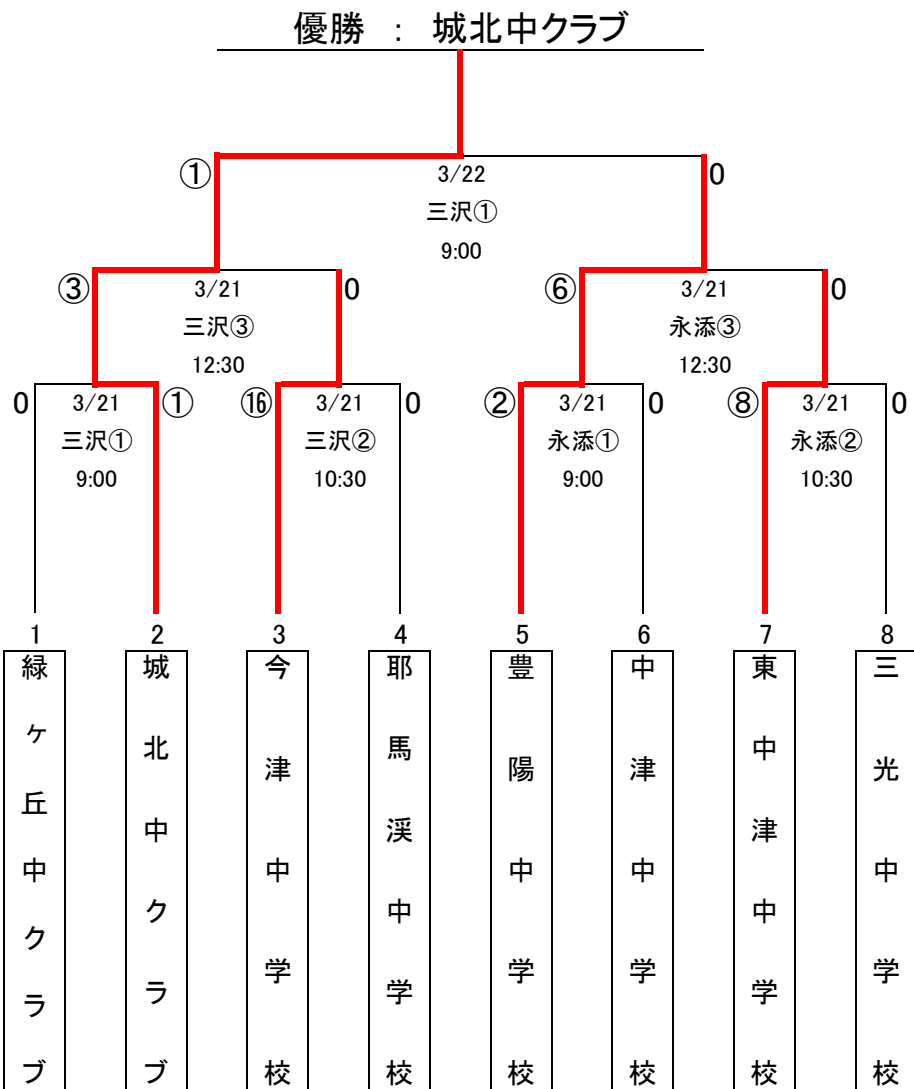 優勝 : 城北中クラブ
① 0
3/22
三沢①
9:00
③ 0 ⑥ 0
3/21 3/21
三沢③ 永添③
12:30 12:30
0 ① ⑯ 0 ② 0 ⑧ 0
3/21 3/21 3/21 3/21
三沢① 三沢② 永添① 永添②
9:00 10:30 9:00 10:30
1 2 3 4 5 6 7 8
緑ヶ丘中クラブ
城北中クラブ
今津中学校
耶馬渓中学校
豊陽中学校
中津中学校
東中津中学校
三光中学校